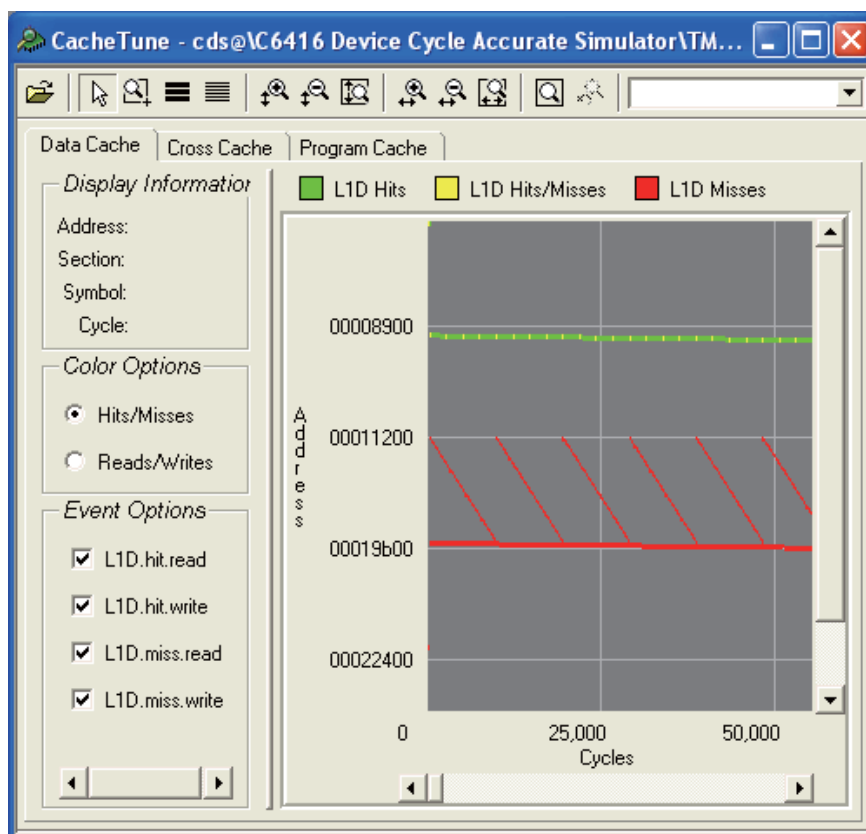 CacheTune - cds@\C6416 Device Cycle Accurate Simulator\TM...
Data Cache Cross Cache Program Cache
Display Information
Address:
Section:
Symbol:
Cycle:
Color Options
Hits/Misses
Reads/Writes
Event Options
L1D.hit.read
L1D.hit.write
L1D.miss.read
L1D.miss.write
L1D Hits L1D Hits/Misses L1D Misses
Address
00008900
00011200
00019b00
00022400
0 25,000 50,000
Cycles